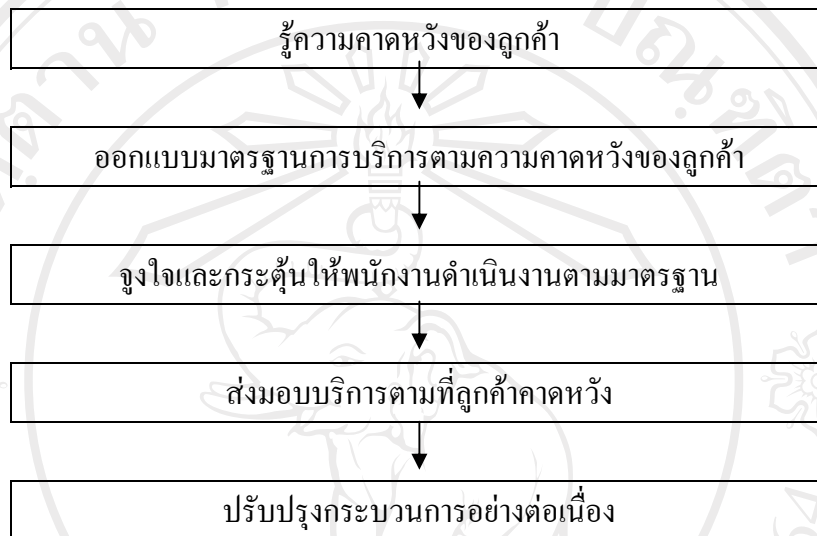 รู้ความคาดหวังของลูกค้า
ออกแบบมาตรฐานการบริการตามความคาดหวังของลูกค้า
จูงใจและกระตุ้นให้พนักงานดำเนินงานตามมาตรฐาน
ส่งมอบบริการตามที่ลูกค้าคาดหวัง
ปรับปรุงกระบวนการอย่างต่อเนื่อง